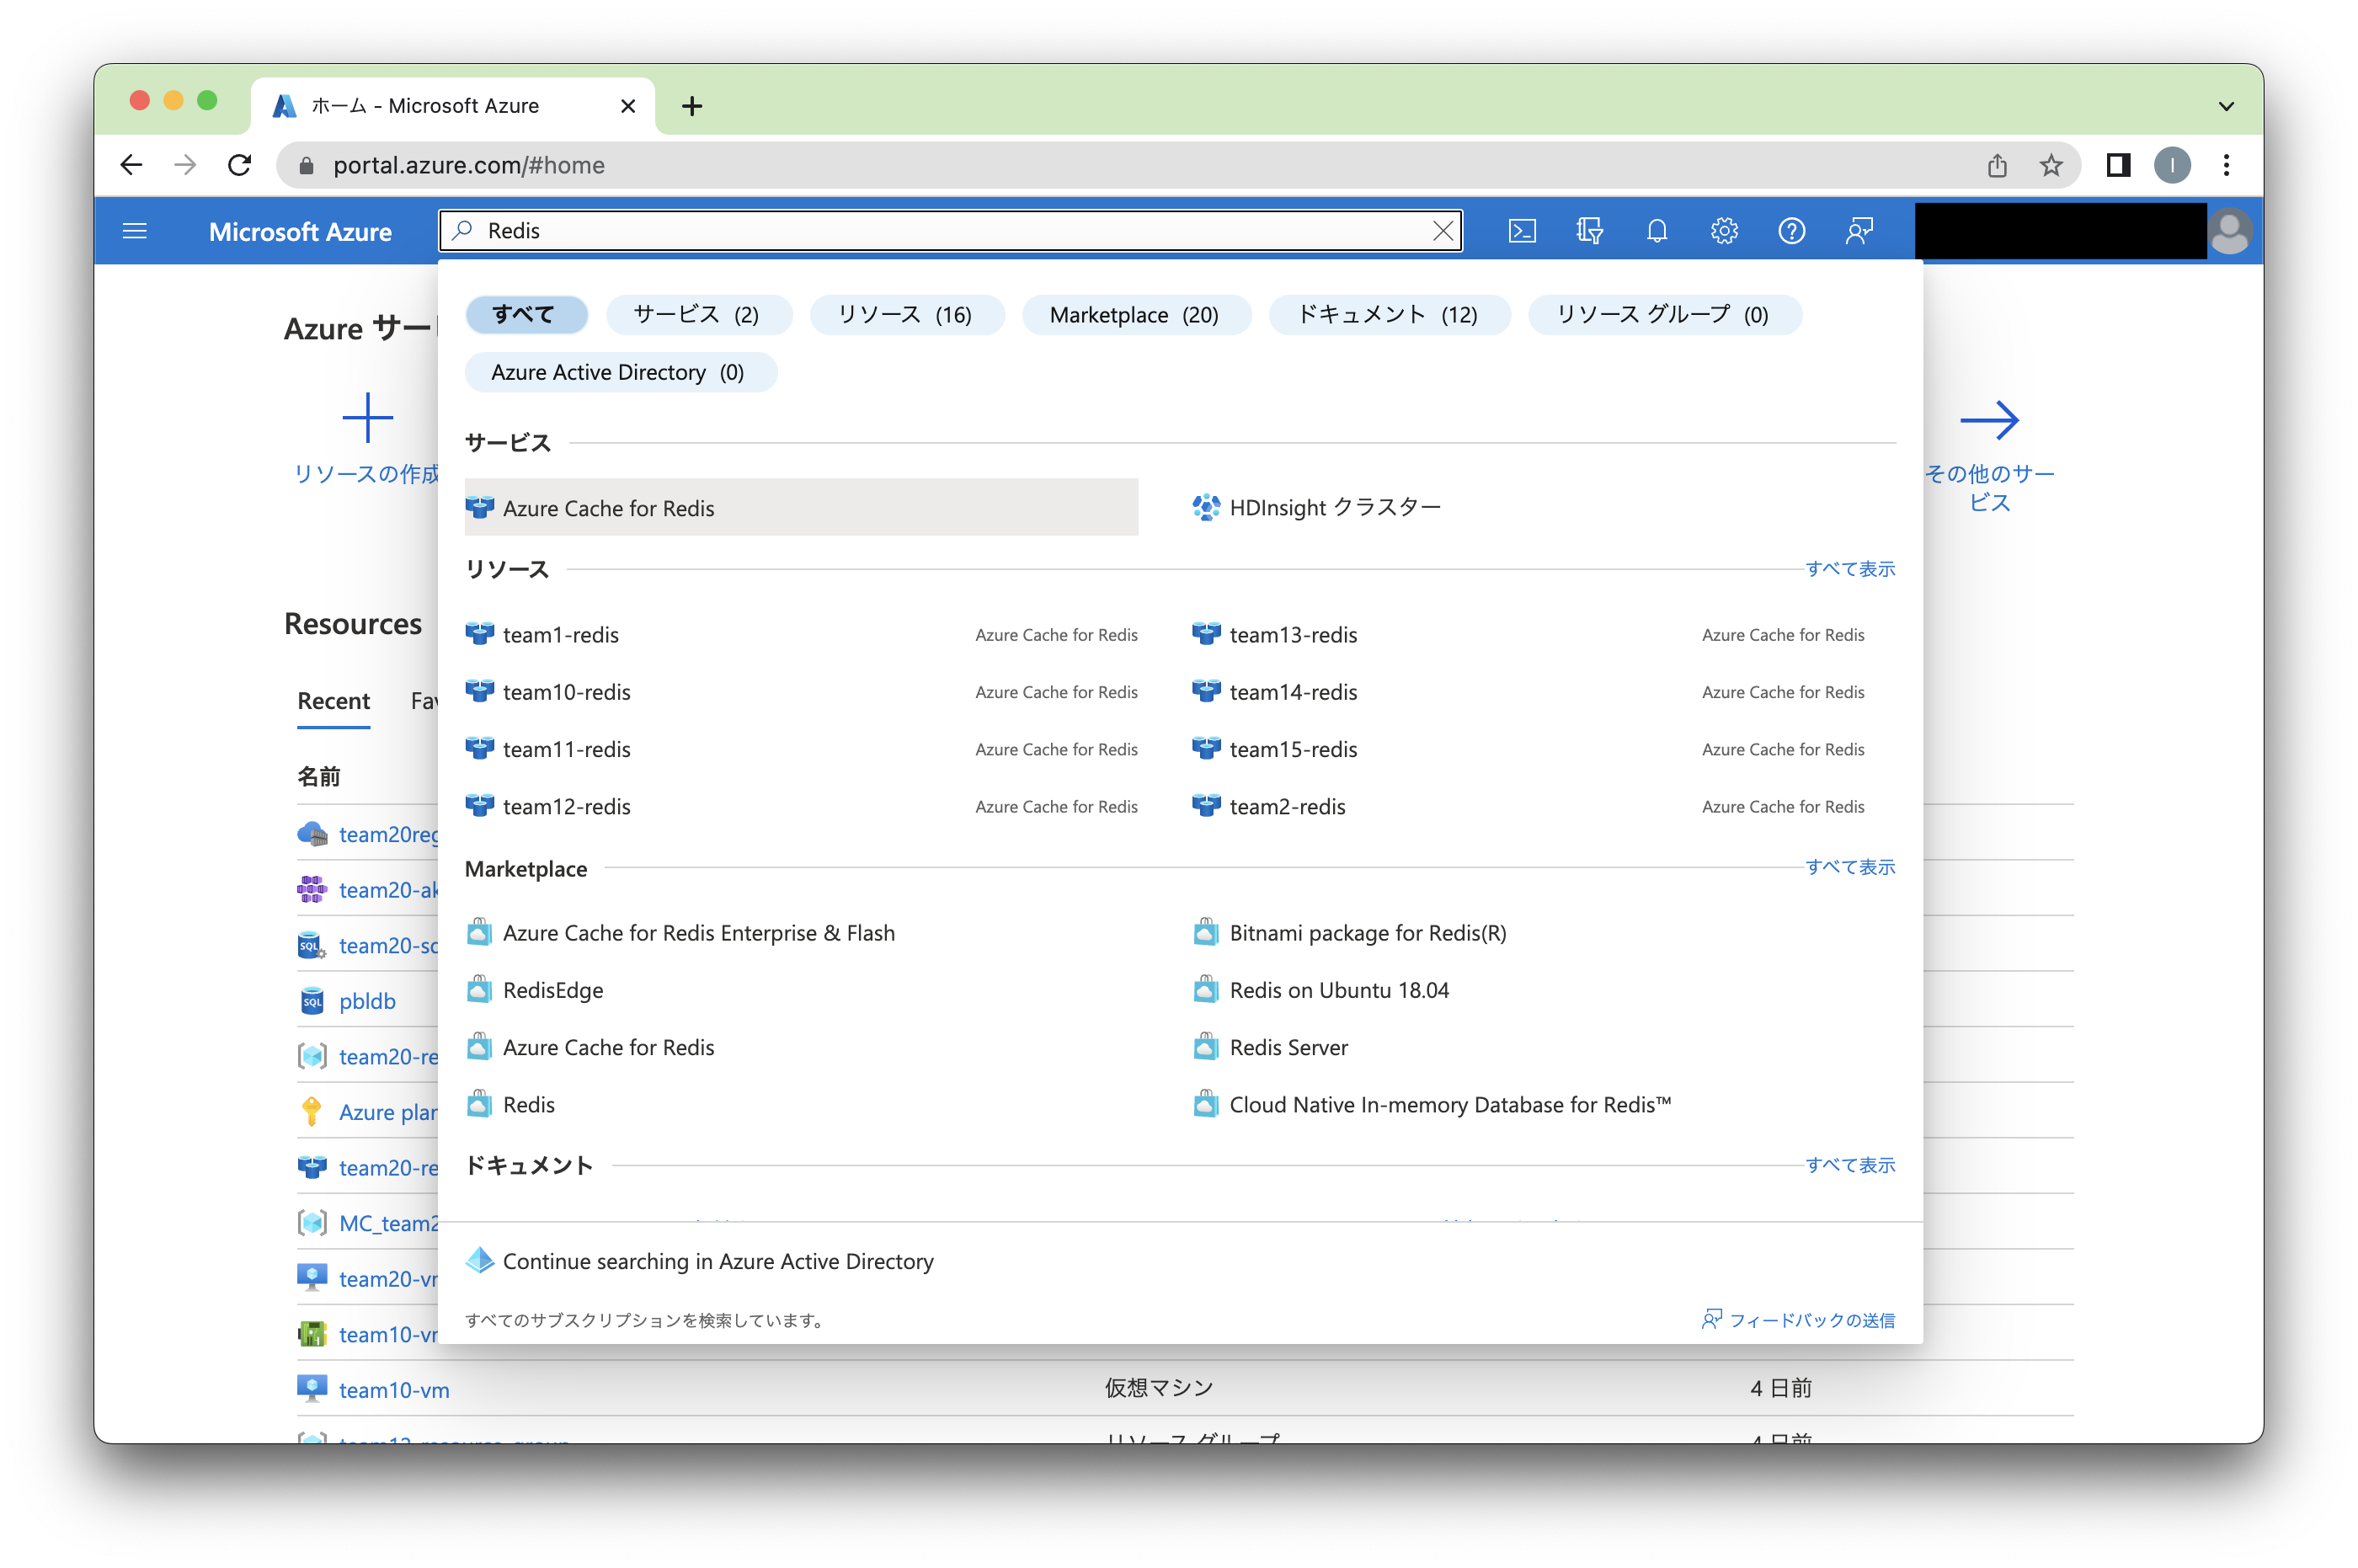 ホーム - Microsoft Azure
portal.azure.com/#home
I
Microsoft Azure
Redis
すべて
サービス (2)
リソース (16)
Marketplace (20)
ドキュメント (12)
リソース グループ (0)
Azure Active Directory (0)
Azure サー
リソースの作成
その他のサー
ビス
サービス
Azure Cache for Redis
HDInsight クラスター
リソース
すべて表示
Resources
team1-redis Azure Cache for Redis
team13-redis Azure Cache for Redis
team10-redis Azure Cache for Redis
team14-redis Azure Cache for Redis
team11-redis Azure Cache for Redis
team15-redis Azure Cache for Redis
team12-redis Azure Cache for Redis
team2-redis Azure Cache for Redis
Recent
Fav
名前
team20reg
team20-ak
team20-sq
pbldb
team20-re
Azure plan
team20-re
MC_team2
team20-vm
team10-vm
Marketplace
すべて表示
Azure Cache for Redis Enterprise & Flash
Bitnami package for Redis(R)
RedisEdge
Redis on Ubuntu 18.04
Azure Cache for Redis
Redis Server
Redis
Cloud Native In-memory Database for Redis™
ドキュメント
すべて表示
Continue searching in Azure Active Directory
すべてのサブスクリプションを検索しています。
フィードバックの送信
team10-vm 仮想マシン 4 日前
リソース グループ 4 日前